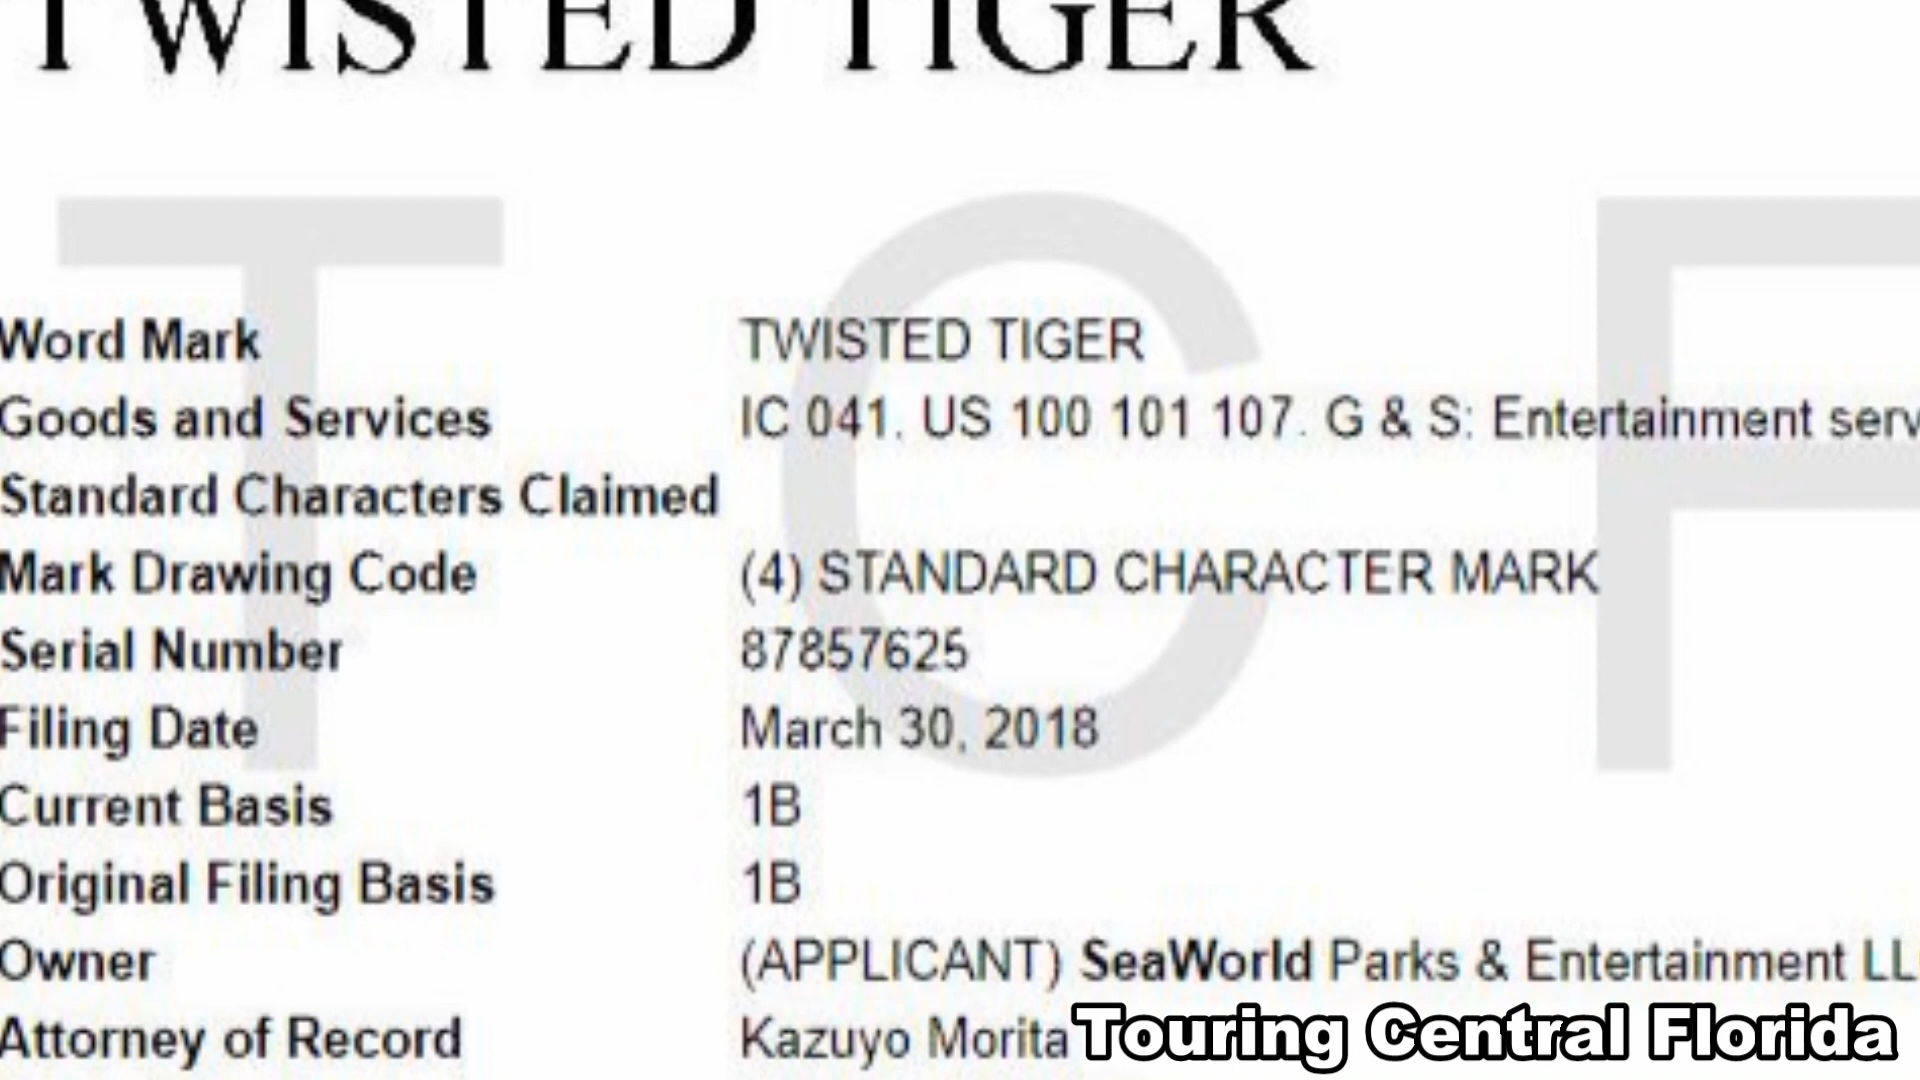 TWISTED TIGER
T C F
Word Mark TWISTED TIGER
Goods and Services IC 041. US 100 101 107. G & S: Entertainment serv
Standard Characters Claimed
Mark Drawing Code (4) STANDARD CHARACTER MARK
Serial Number 87857625
Filing Date March 30, 2018
Current Basis 1B
Original Filing Basis 1B
Owner (APPLICANT) SeaWorld Parks & Entertainment LLC
Attorney of Record Kazuyo Morita
Touring Central Florida